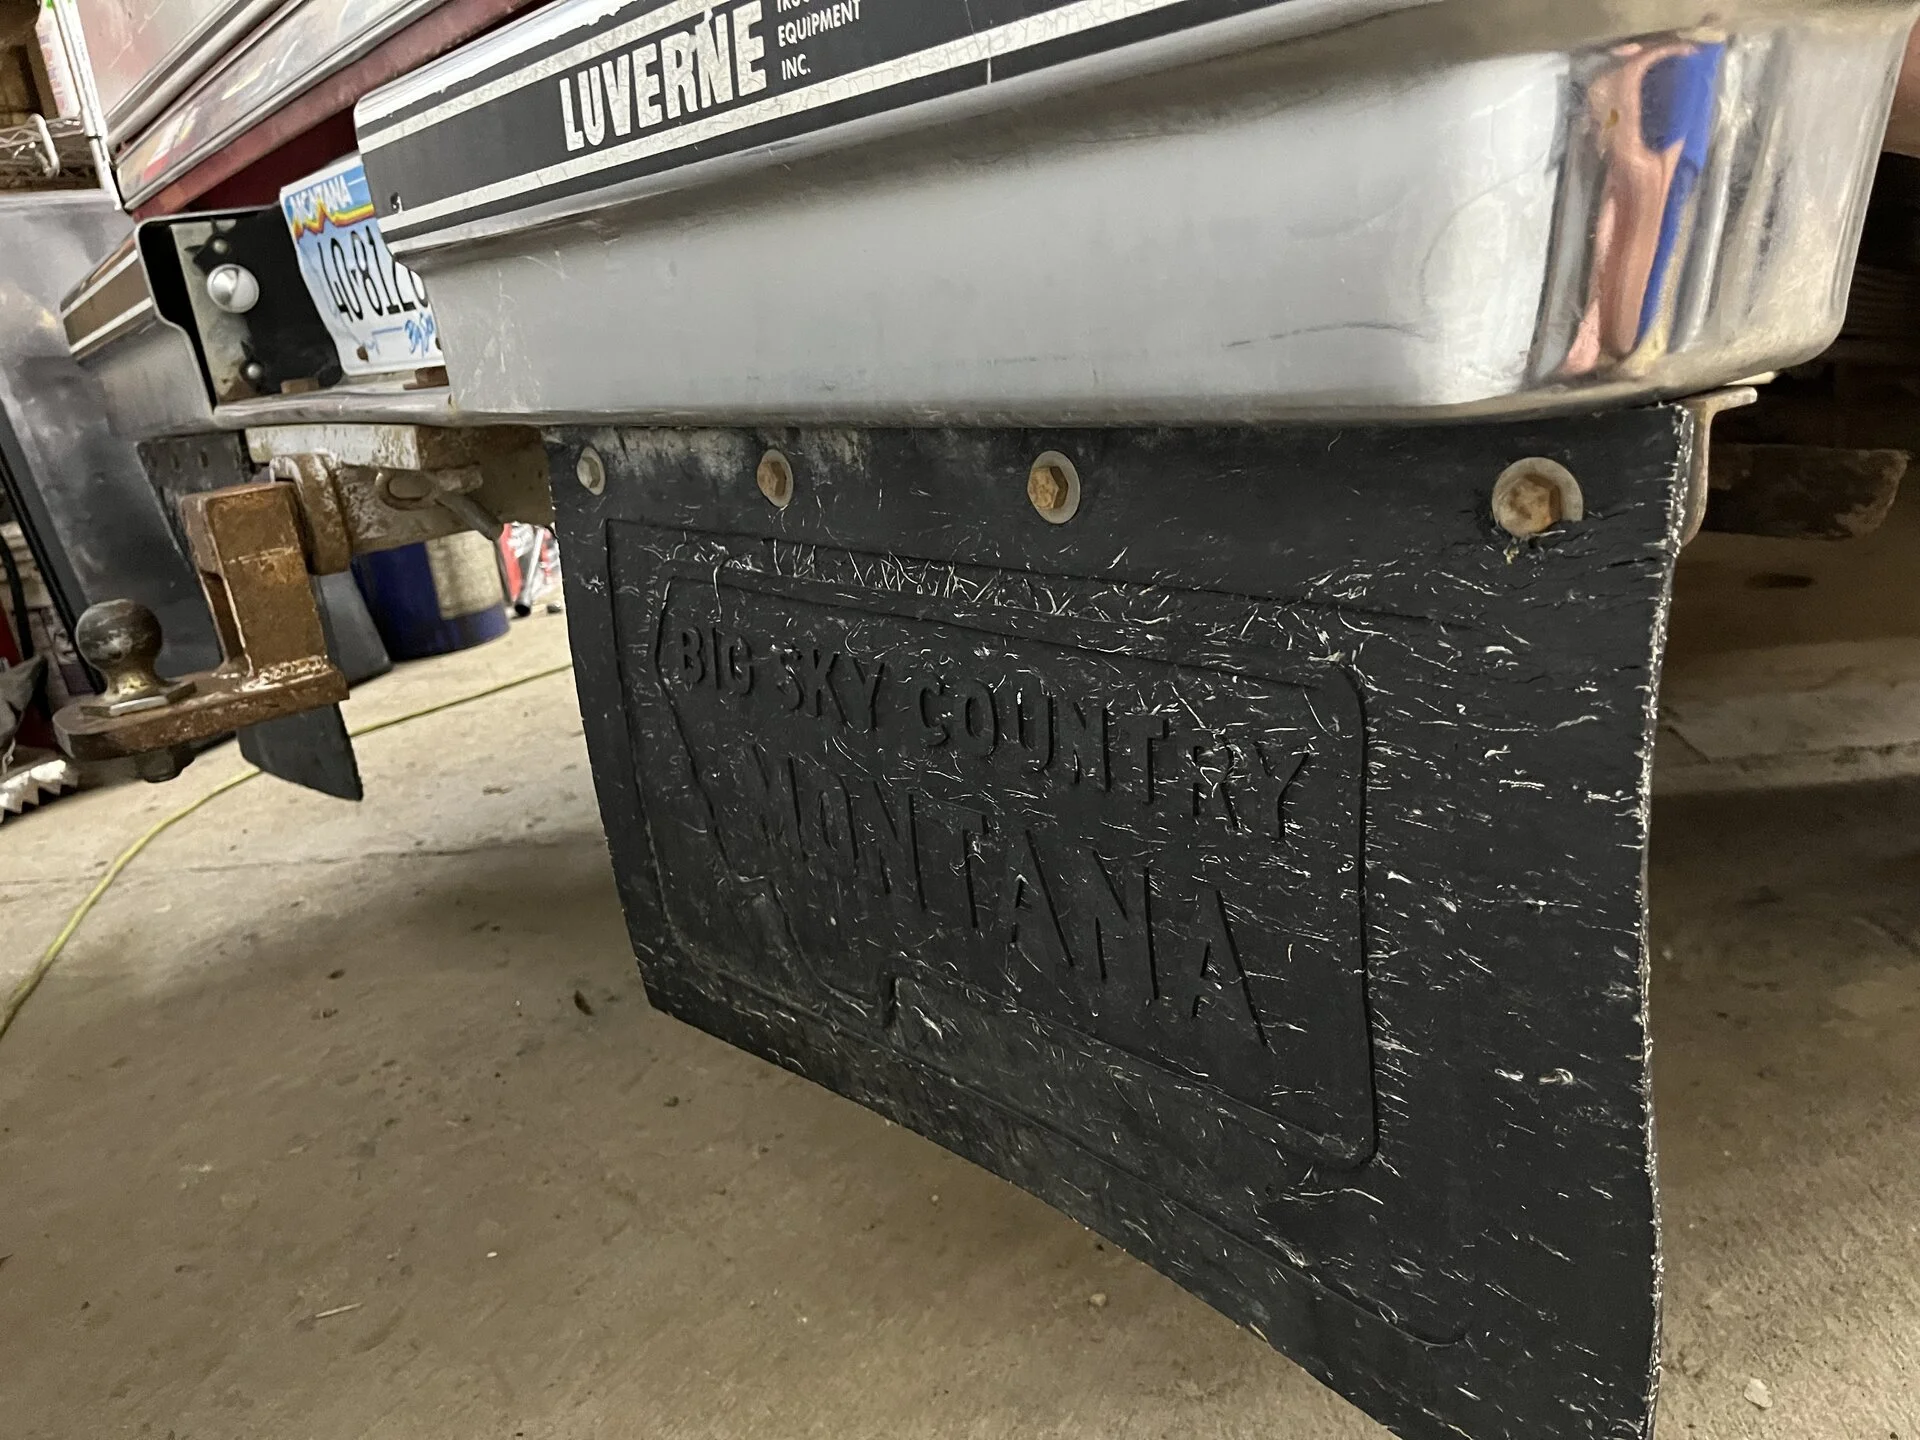 LUVERNE
EQUIPMENT
INC.
MONTANA
BIG SKY COUNTRY
MONTANA